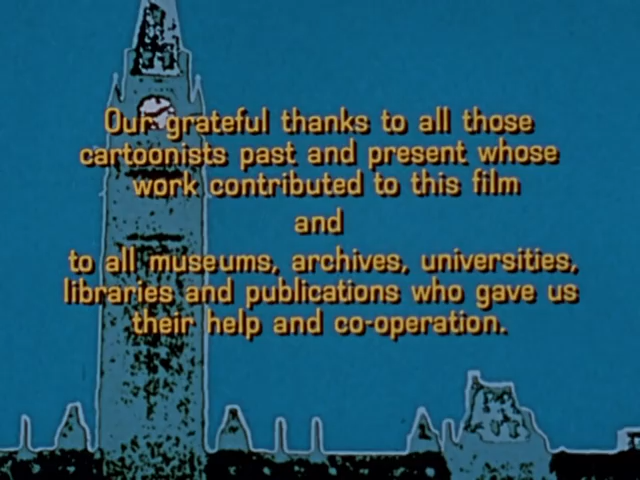 Our grateful thanks to all those
cartoonists past and present whose
work contributed to this film
and
to all museums, archives, universities,
libraries and publications who gave us
their help and co-operation.